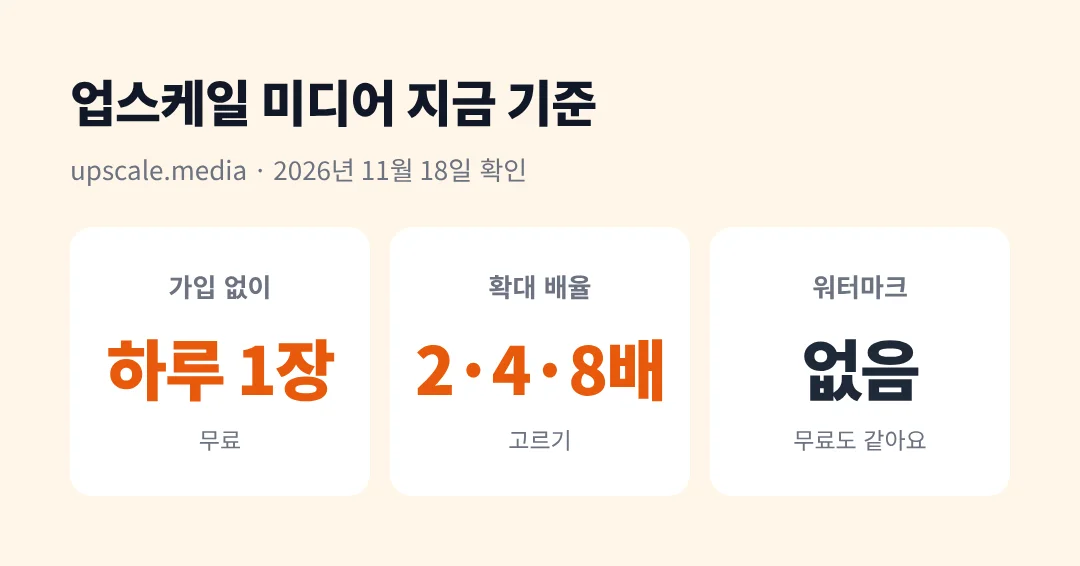 업스케일 미디어 지금 기준
upscale.media · 2026년 11월 18일 확인
가입 없이
하루 1장
무료
확대 배율
2·4·8배
고르기
워터마크
없음
무료도 같아요